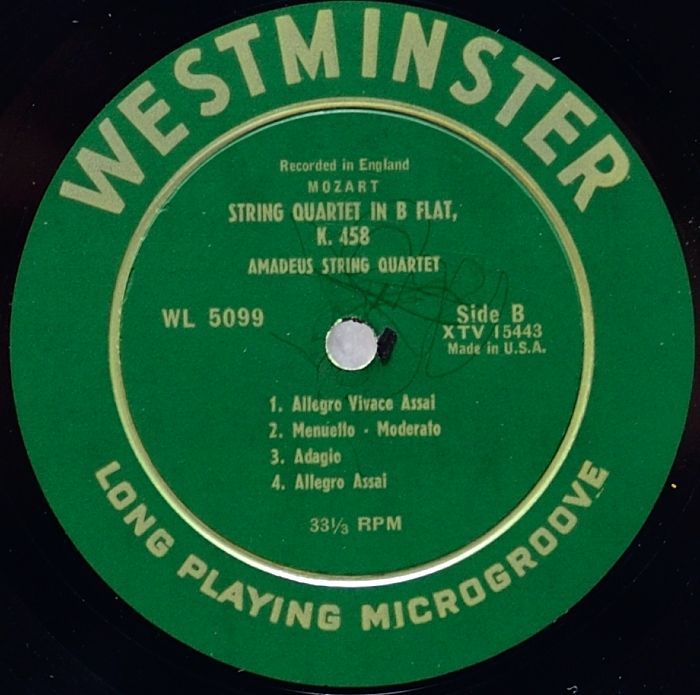 WESTMINSTER
Recorded in England
MOZART
STRING QUARTET IN B FLAT,
K. 458
AMADEUS STRING QUARTET
WL 5099
Side B
XTV 15443
Made in U.S.A.
1. Allegro Vivace Assai
2. Menuetto - Moderato
3. Adagio
4. Allegro Assai
33⅓ RPM
LONG PLAYING MICROGROOVE